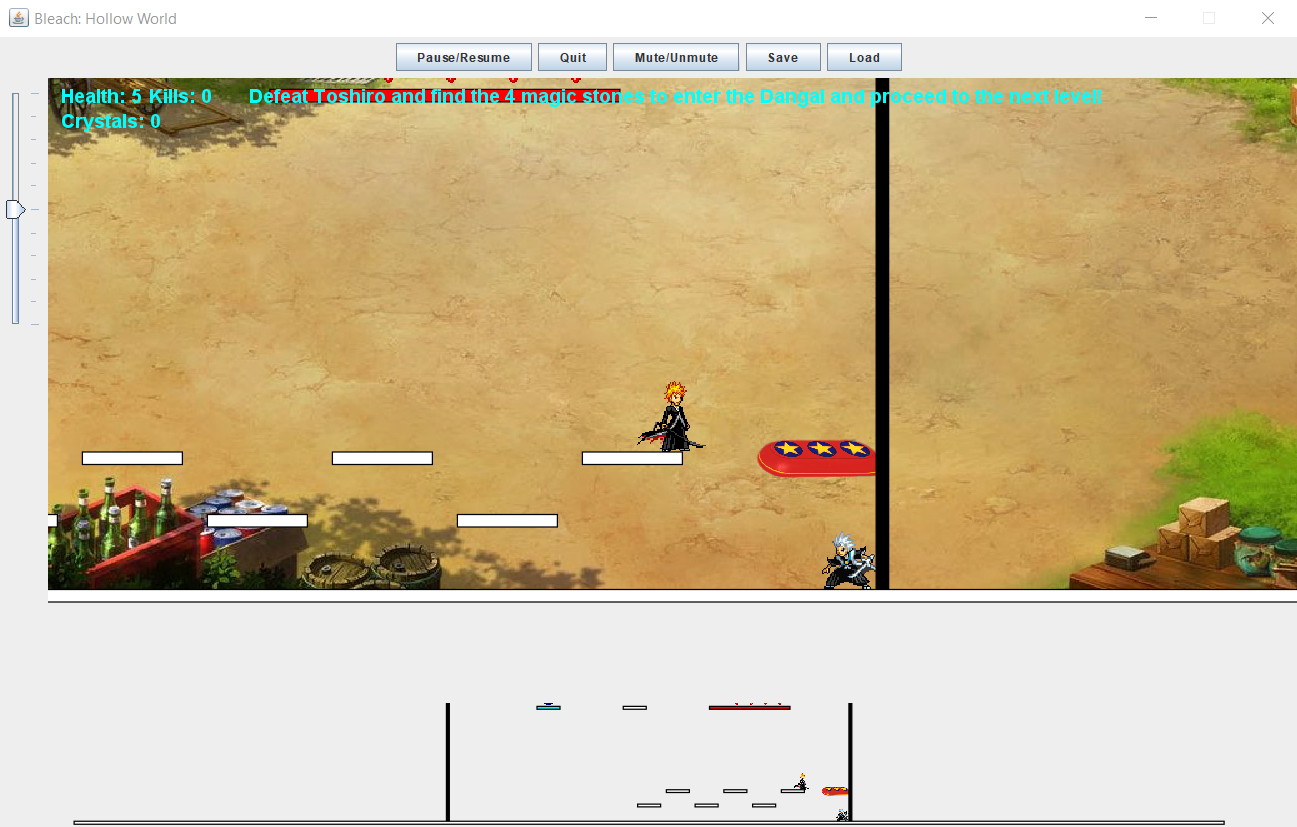 Bleach: Hollow World
Pause/Resume Quit Mute/Unmute Save Load
Health: 5 Kills: 0 Defeat Toshiro and find the 4 magic stones to enter the Dangai and proceed to the next level!
Crystals: 0